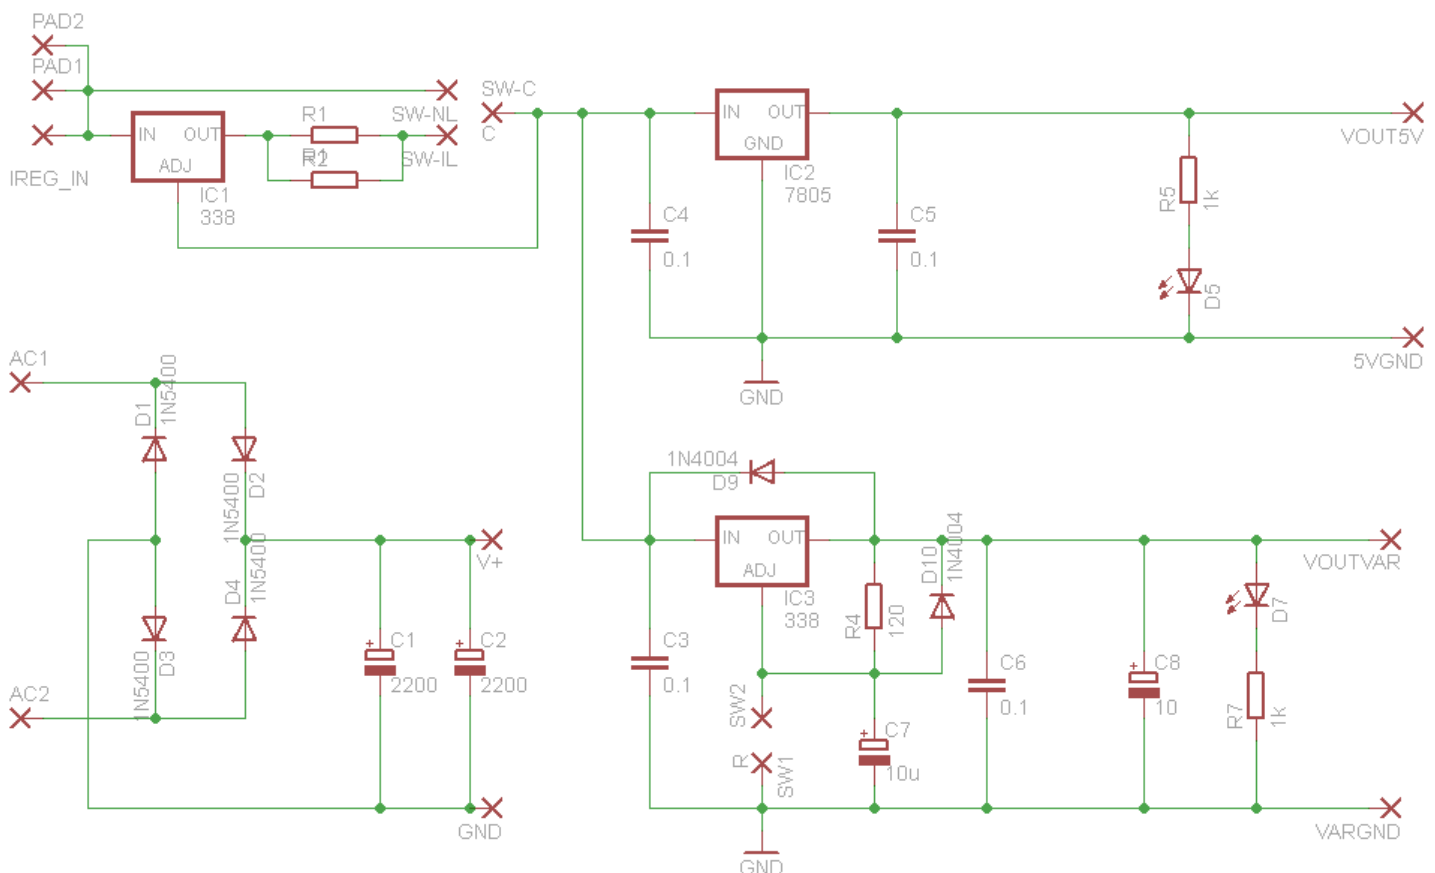 PAD2
PAD1
IREG_IN
IN
OUT
ADJ
IC1
338
R1
R2
SW-NL
SW-IL
SW-C
C
IN
OUT
GND
IC2
7805
C4
0.1
C5
0.1
R5
1k
D5
VOUT5V
5VGND
GND
AC1
AC2
D1
1N5400
1N5400
D2
D4
1N5400
1N5400
D3
V+
C1
2200
C2
2200
GND
1N4004
D9
IN
OUT
ADJ
IC3
338
C3
0.1
SW2
R
SW1
R4
120
D10
1N4004
C7
10u
C6
0.1
C8
10
D7
R7
1k
VOUTVAR
VARGND
GND